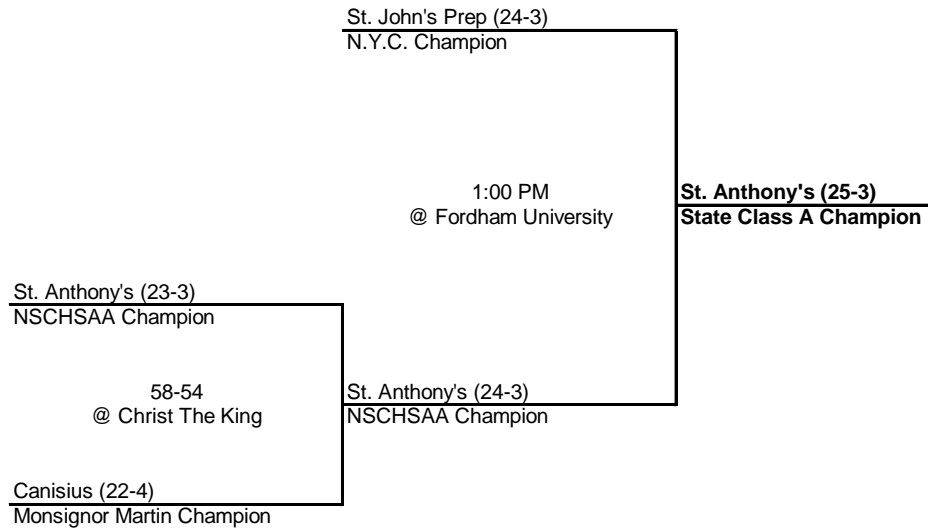 St. John's Prep (24-3)
N.Y.C. Champion
1:00 PM
@ Fordham University
St. Anthony's (25-3)
State Class A Champion
St. Anthony's (23-3)
NSCHSAA Champion
58-54
@ Christ The King
St. Anthony's (24-3)
NSCHSAA Champion
Canisius (22-4)
Monsignor Martin Champion